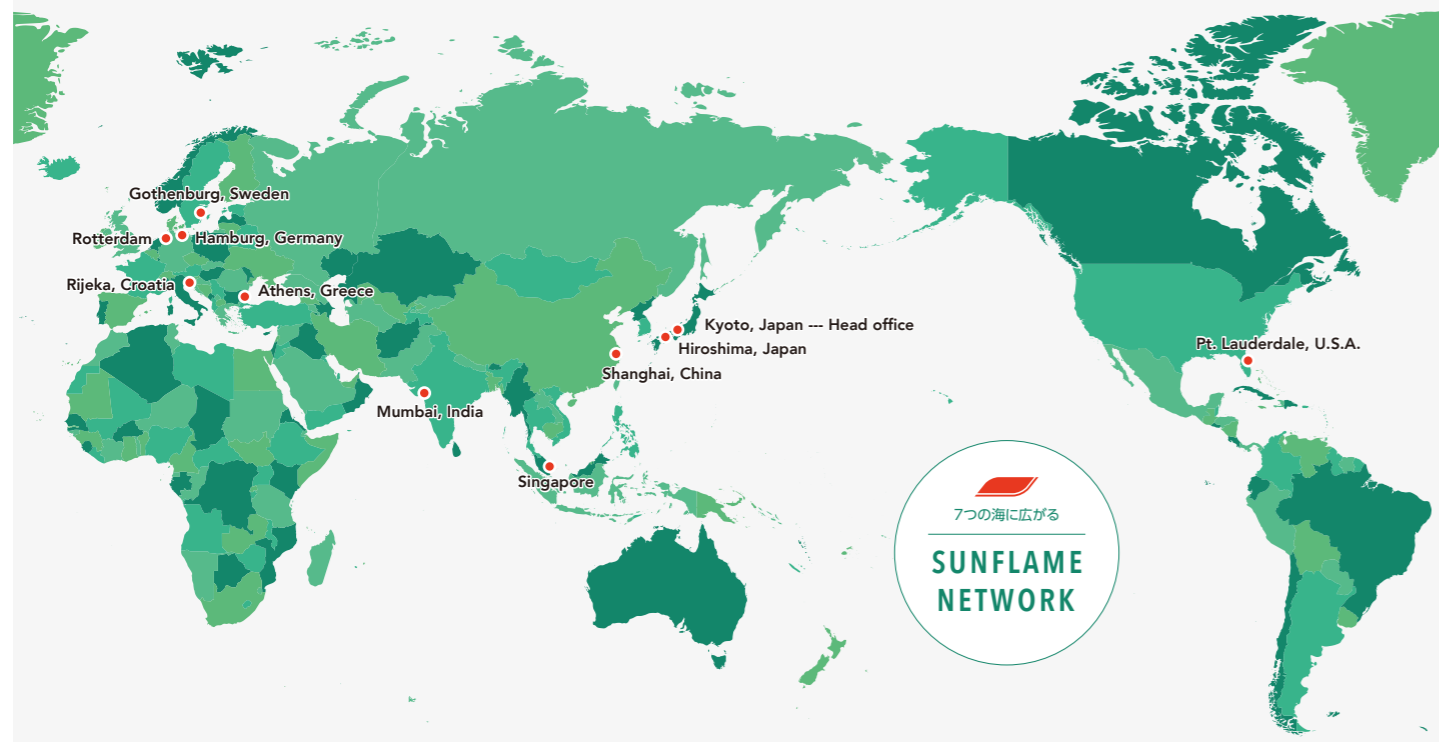 Gothenburg, Sweden
Rotterdam
Hamburg, Germany
Rijeka, Croatia
Athens, Greece
Kyoto, Japan --- Head office
Hiroshima, Japan
Pt. Lauderdale, U.S.A.
Shanghai, China
Mumbai, India
Singapore
7つの海に広がる
SUNFLAME
NETWORK